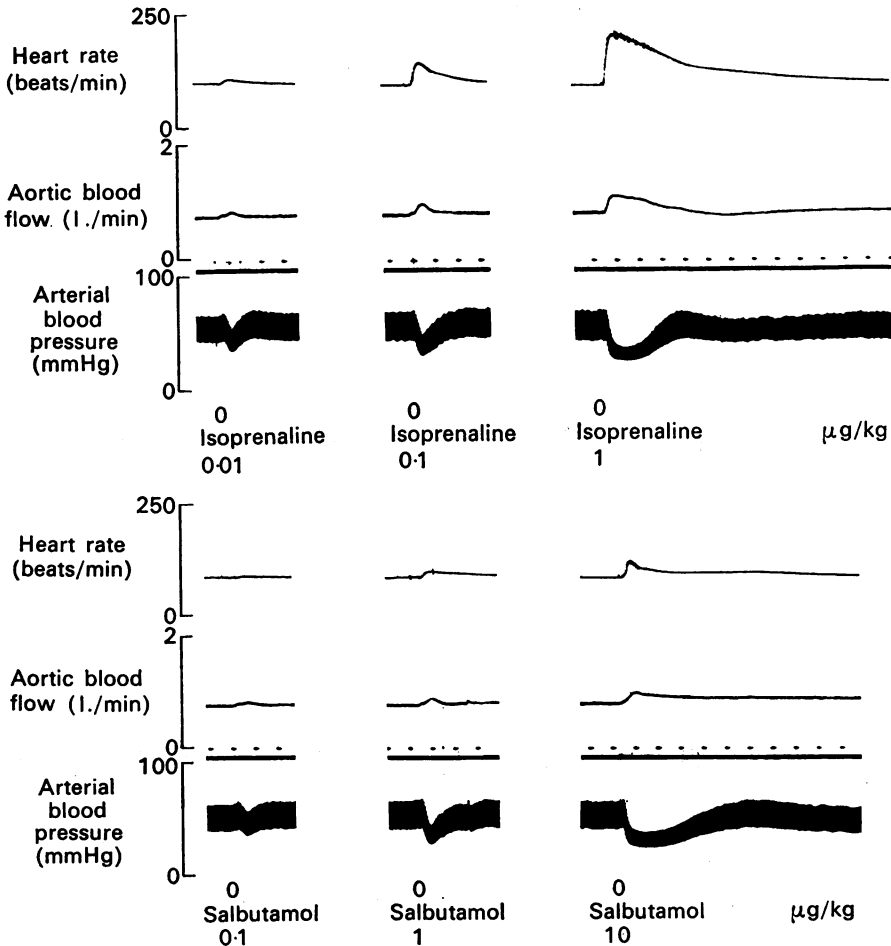 250
Heart rate
(beats/min)
0
2
Aortic blood
flow. (l./min)
0
100
Arterial
blood
pressure
(mmHg)
0
0 0 0
Isoprenaline Isoprenaline Isoprenaline μg/kg
0·01 0·1 1
250
Heart rate
(beats/min)
0
2
Aortic blood
flow (l./min)
0
100
Arterial
blood
pressure
(mmHg)
0
0 0 0
Salbutamol Salbutamol Salbutamol μg/kg
0·1 1 10